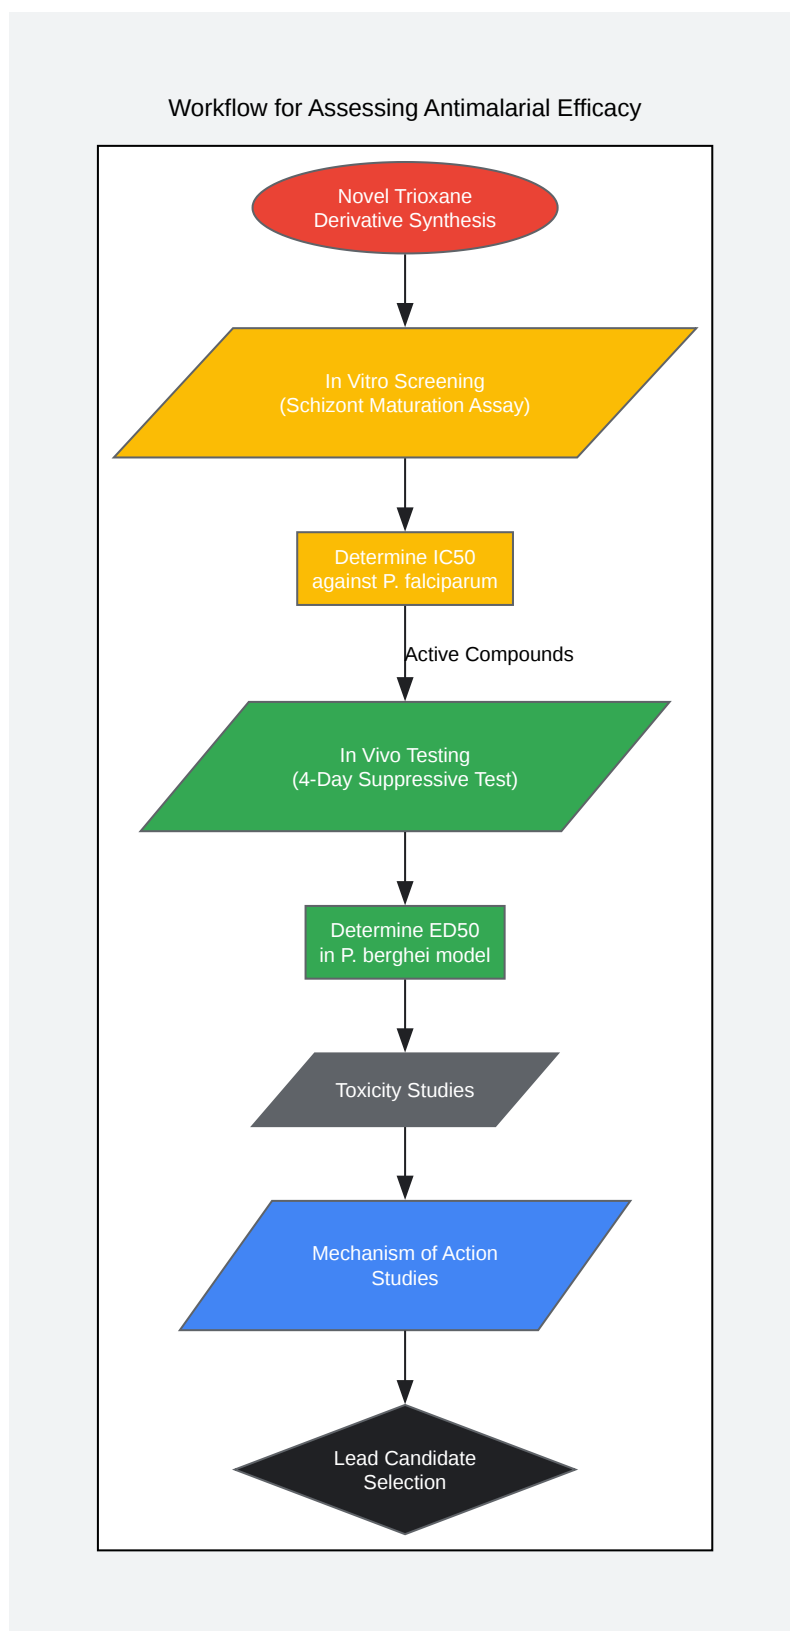 Workflow for Assessing Antimalarial Efficacy
Novel Trioxane
Derivative Synthesis
In Vitro Screening
(Schizont Maturation Assay)
Determine IC50
against P. falciparum
Active Compounds
In Vivo Testing
(4-Day Suppressive Test)
Determine ED50
in P. berghei model
Toxicity Studies
Mechanism of Action
Studies
Lead Candidate
Selection